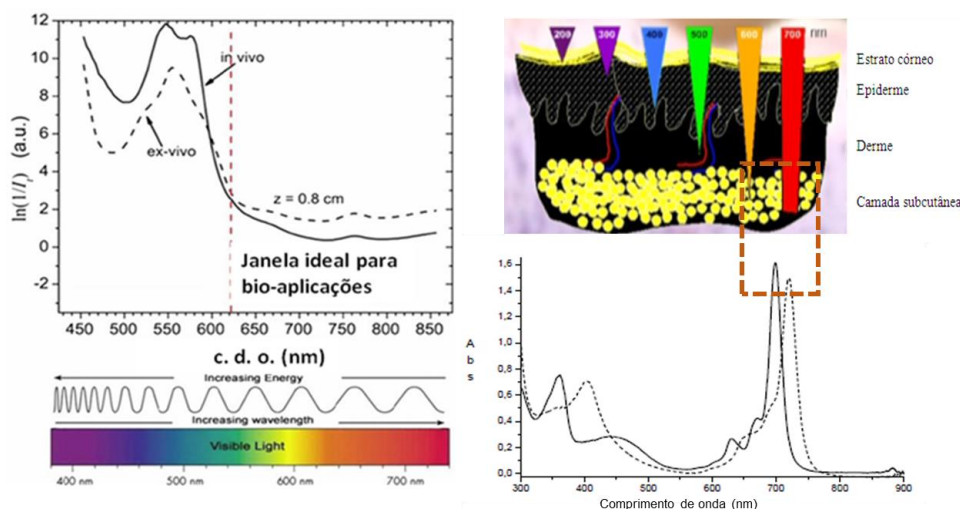 12
10
8
6
4
2
0
-2
ln(1/Iᵣ) (a.u.)
in vivo
ex-vivo
z = 0.8 cm
Janela ideal para
bio-aplicações
450 500 550 600 650 700 750 800 850
c. d. o. (nm)
Increasing Energy
Increasing wavelength
Visible Light
400 nm 500 nm 600 nm 700 nm
200 300 400 500 600 700 nm
Estrato córneo
Epiderme
Derme
Camada subcutânea
1,6
1,4
1,2
1,0
0,8
0,6
0,4
0,2
0,0
A
b
s
300 400 500 600 700 800 900
Comprimento de onda (nm)